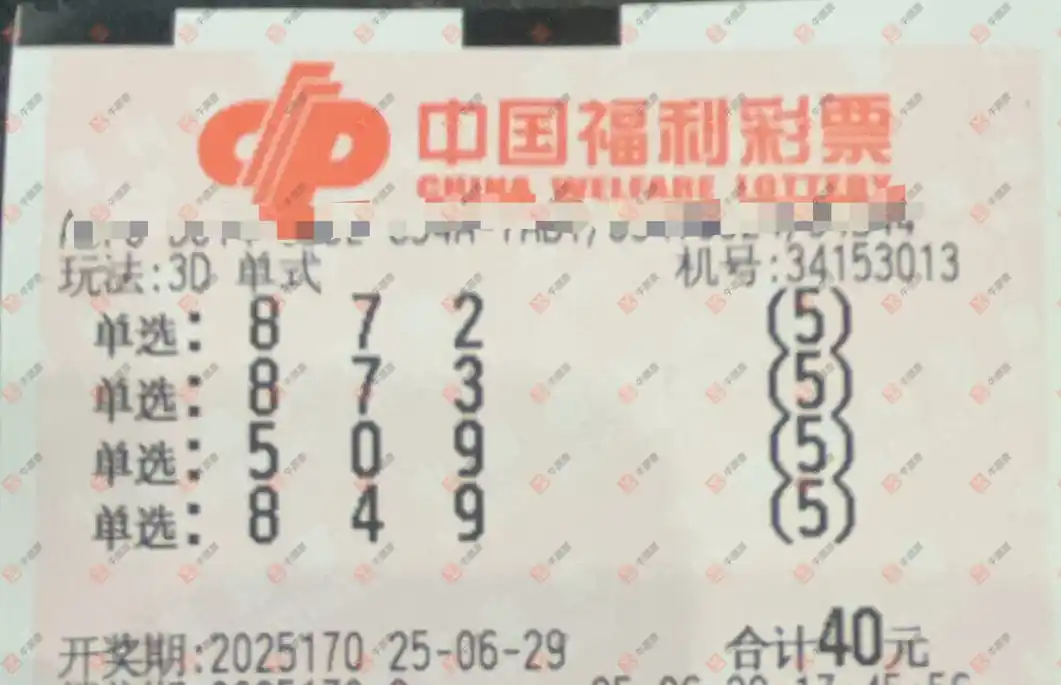 中国福利彩票
CHINA WELFARE LOTTERY
玩法:3D 单式 机号:34153013
单选: 8 7 2 (5)
单选: 8 7 3 (5)
单选: 5 0 9 (5)
单选: 8 4 9 (5)
开奖期:2025170 25-06-29 合计40元